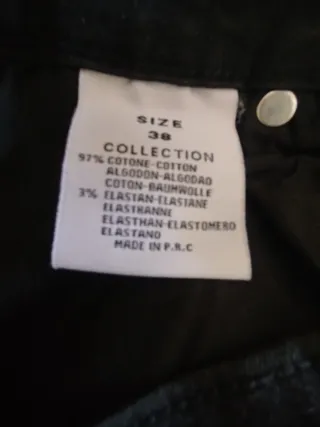 SIZE
38
COLLECTION
97% COTONE-COTTON
ALGODON-ALGODAO
COTON-BAUMWOLLE
3% ELASTAN-ELASTANE
ELASTHANNE
ELASTHAN-ELASTOMERO
ELASTANO
MADE IN P.R.C